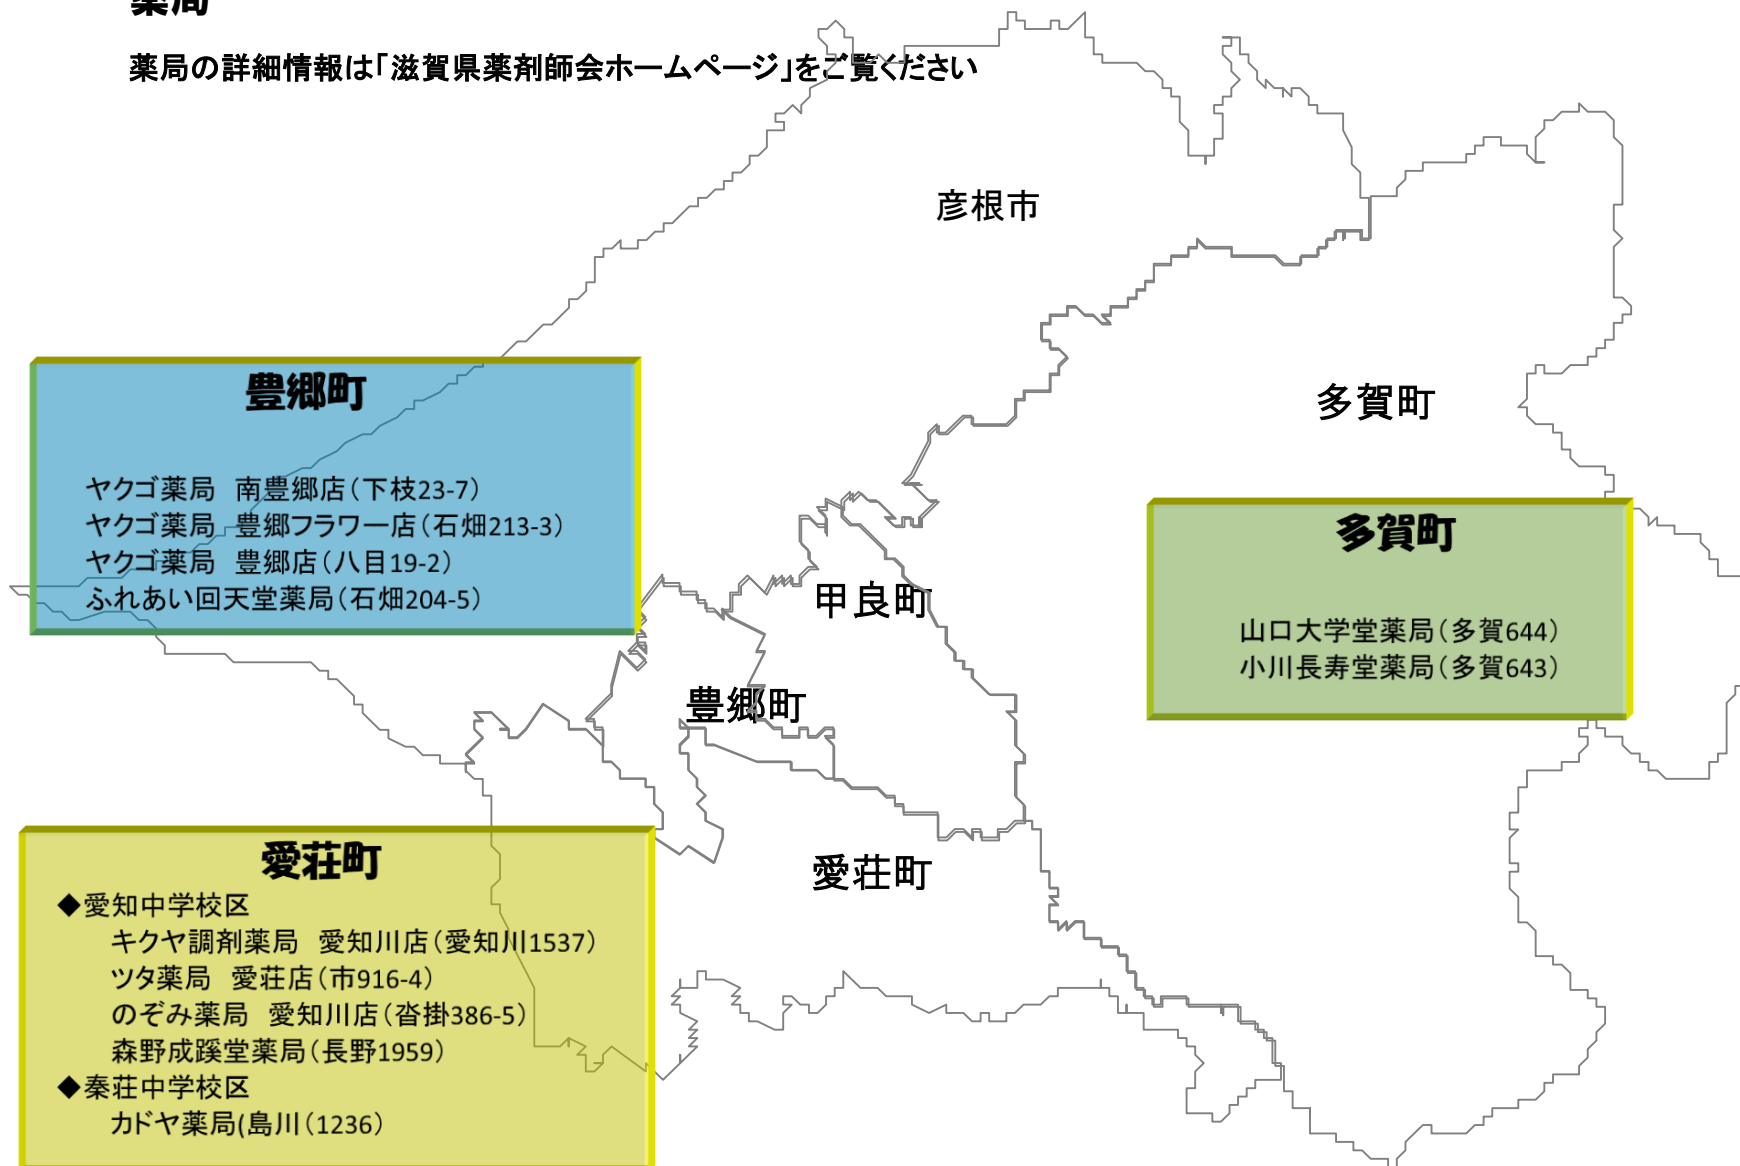 薬局
薬局の詳細情報は「滋賀県薬剤師会ホームページ」をご覧ください
彦根市
多賀町
甲良町
豊郷町
愛荘町
豊郷町
ヤクゴ薬局　南豊郷店（下枝23-7）
ヤクゴ薬局　豊郷フラワー店（石畑213-3）
ヤクゴ薬局　豊郷店（八目19-2）
ふれあい回天堂薬局（石畑204-5）
多賀町
山口大学堂薬局（多賀644）
小川長寿堂薬局（多賀643）
愛荘町
◆愛知中学校区
キクヤ調剤薬局　愛知川店（愛知川1537）
ツタ薬局　愛荘店（市916-4）
のぞみ薬局　愛知川店（沓掛386-5）
森野成蹊堂薬局（長野1959）
◆秦荘中学校区
カドヤ薬局(島川（1236）